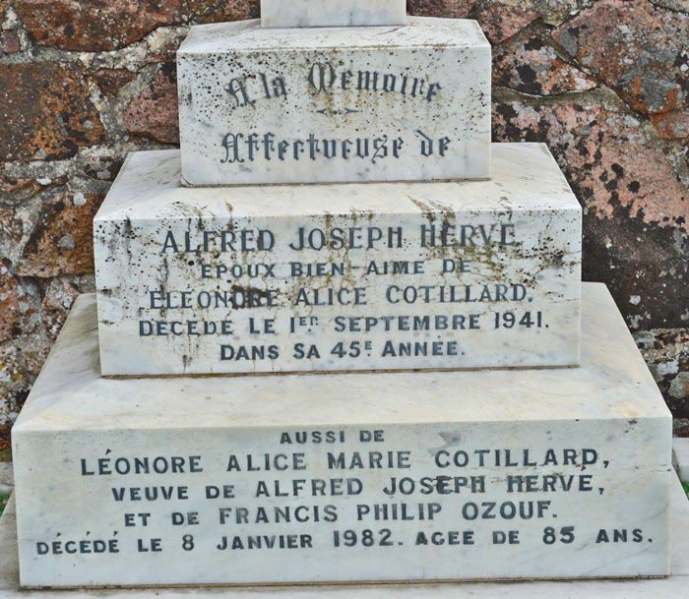 A la Mémoire
Affectueuse de
ALFRED JOSEPH HERVE
EPOUX BIEN-AIME DE
ELEONORE ALICE COTILLARD.
DECEDE LE 1ER SEPTEMBRE 1941.
DANS SA 45E ANNÉE.
AUSSI DE
LÉONORE ALICE MARIE COTILLARD,
VEUVE DE ALFRED JOSEPH HERVE,
ET DE FRANCIS PHILIP OZOUF.
DÉCÉDÉ LE 8 JANVIER 1982. AGEE DE 85 ANS.